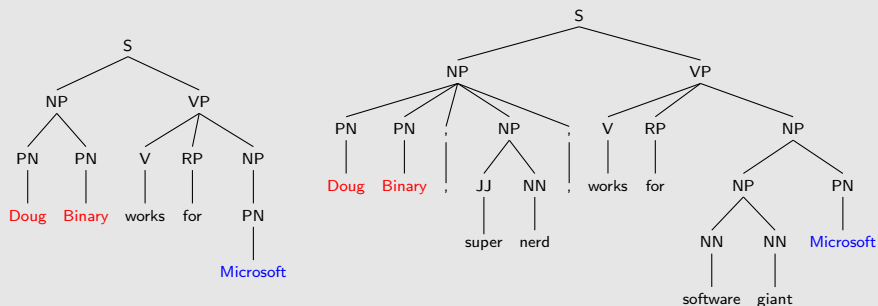 S
S
NP VP
NP VP
PN PN V RP NP
PN PN , NP , V RP NP
Doug Binary works for PN
Doug Binary , JJ NN , works for NP PN
Microsoft
super nerd NN NN Microsoft
software giant